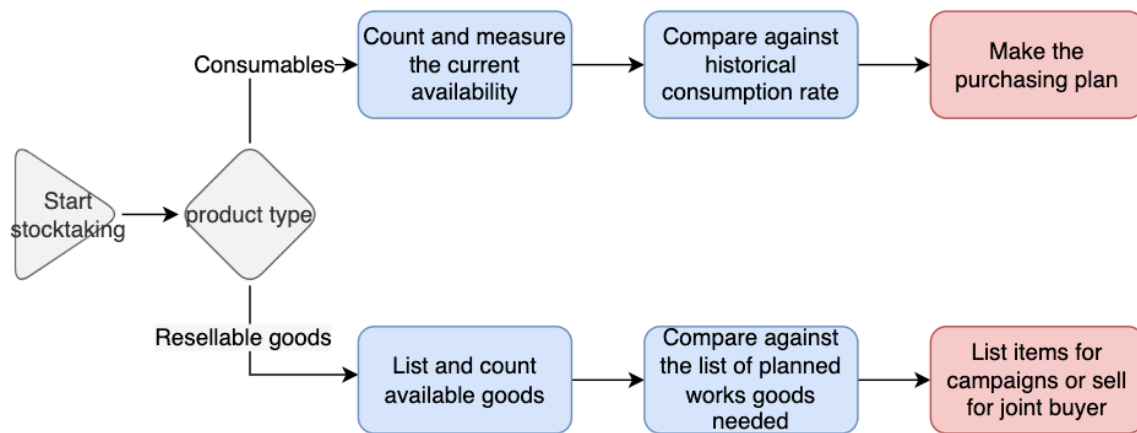 Consumables
Count and measure
the current
availability
Compare against
historical
consumption rate
Make the
purchasing plan
Start
stocktaking
product type
Resellable goods
List and count
available goods
Compare against
the list of planned
works goods
needed
List items for
campaigns or sell
for joint buyer